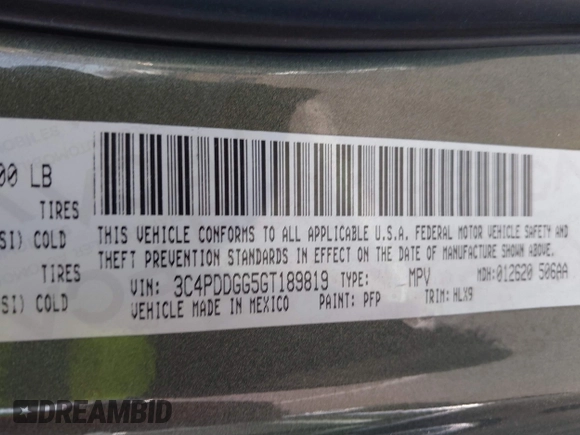 00 LB
TIRES
SI) COLD
TIRES
SI) COLD
THIS VEHICLE CONFORMS TO ALL APPLICABLE U.S.A. FEDERAL MOTOR VEHICLE SAFETY AND
THEFT PREVENTION STANDARDS IN EFFECT ON THE DATE OF MANUFACTURE SHOWN ABOVE.
VIN: 3C4PDDGG5GT189819 TYPE: MPV MDH:012620 506AA
VEHICLE MADE IN MEXICO PAINT: PFP TRIM: HLX9
DREAMBID